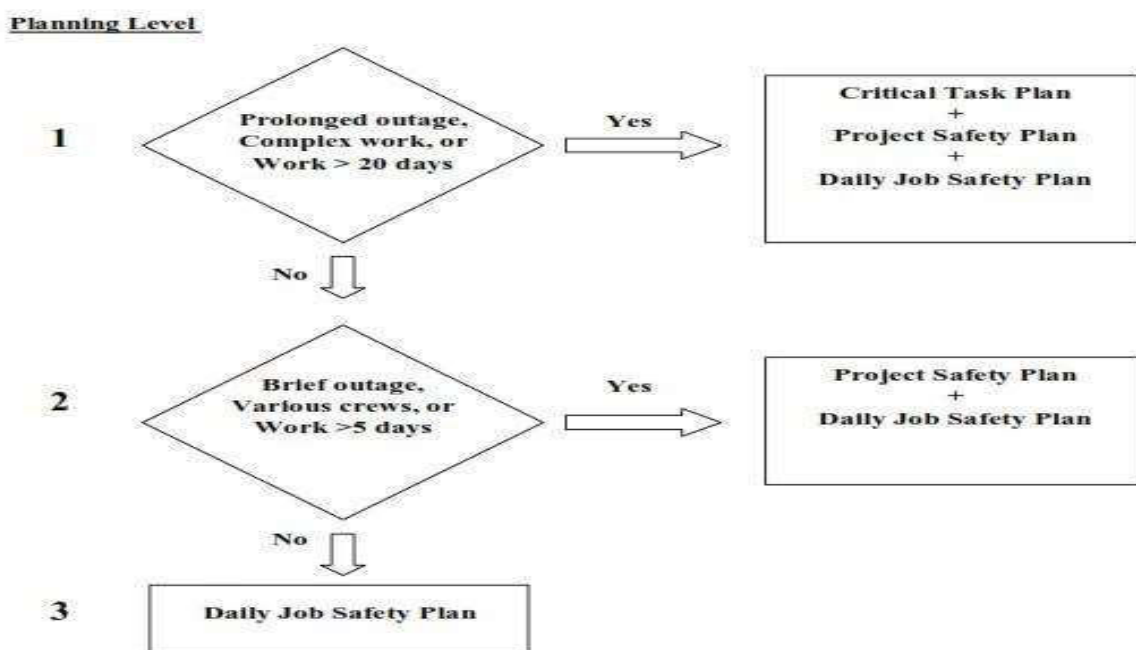 Planning Level
1
Prolonged outage,
Complex work, or
Work > 20 days
Yes
Critical Task Plan
+
Project Safety Plan
+
Daily Job Safety Plan
No
2
Brief outage,
Various crews, or
Work >5 days
Yes
Project Safety Plan
+
Daily Job Safety Plan
No
3
Daily Job Safety Plan